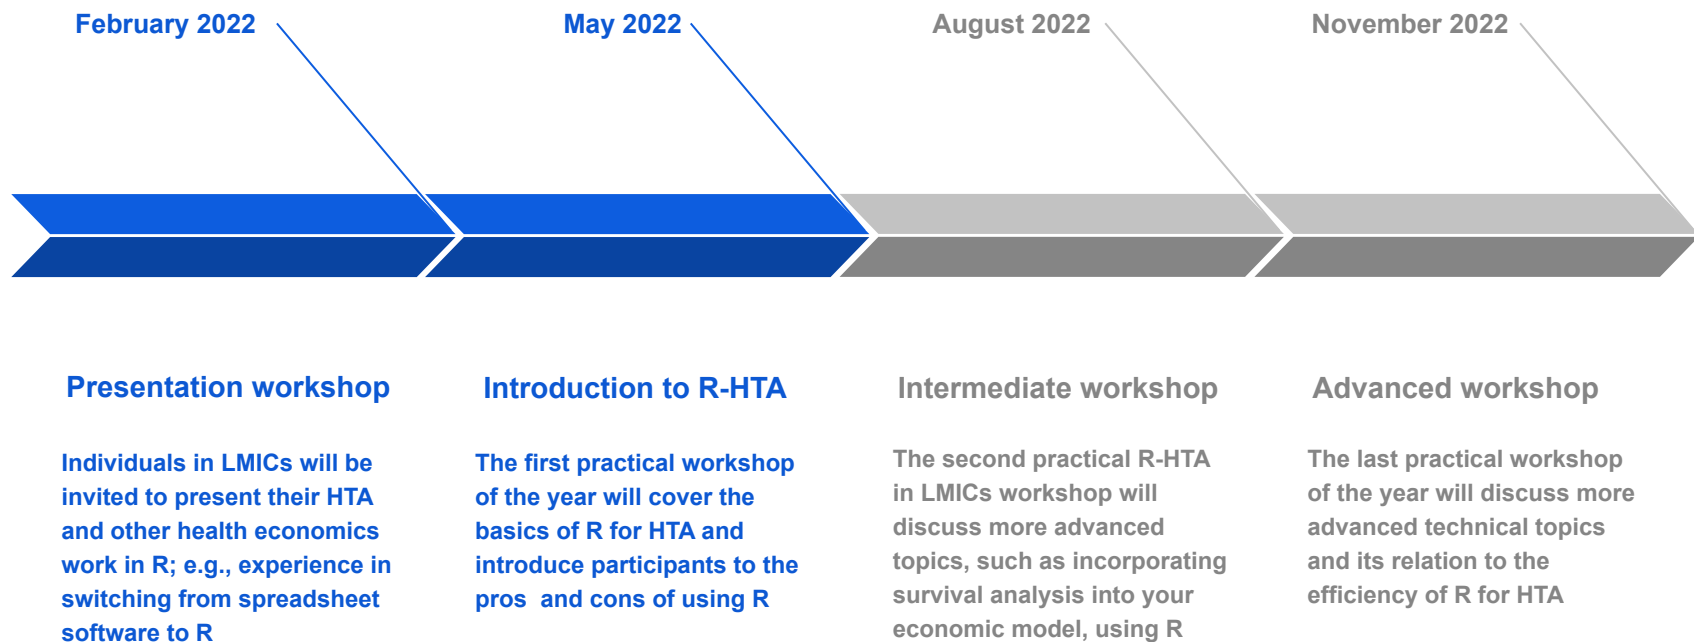 February 2022
May 2022
August 2022
November 2022
Presentation workshop
Individuals in LMICs will be
invited to present their HTA
and other health economics
work in R; e.g., experience in
switching from spreadsheet
software to R
Introduction to R-HTA
The first practical workshop
of the year will cover the
basics of R for HTA and
introduce participants to the
pros  and cons of using R
Intermediate workshop
The second practical R-HTA
in LMICs workshop will
discuss more advanced
topics, such as incorporating
survival analysis into your
economic model, using R
Advanced workshop
The last practical workshop
of the year will discuss more
advanced technical topics
and its relation to the
efficiency of R for HTA